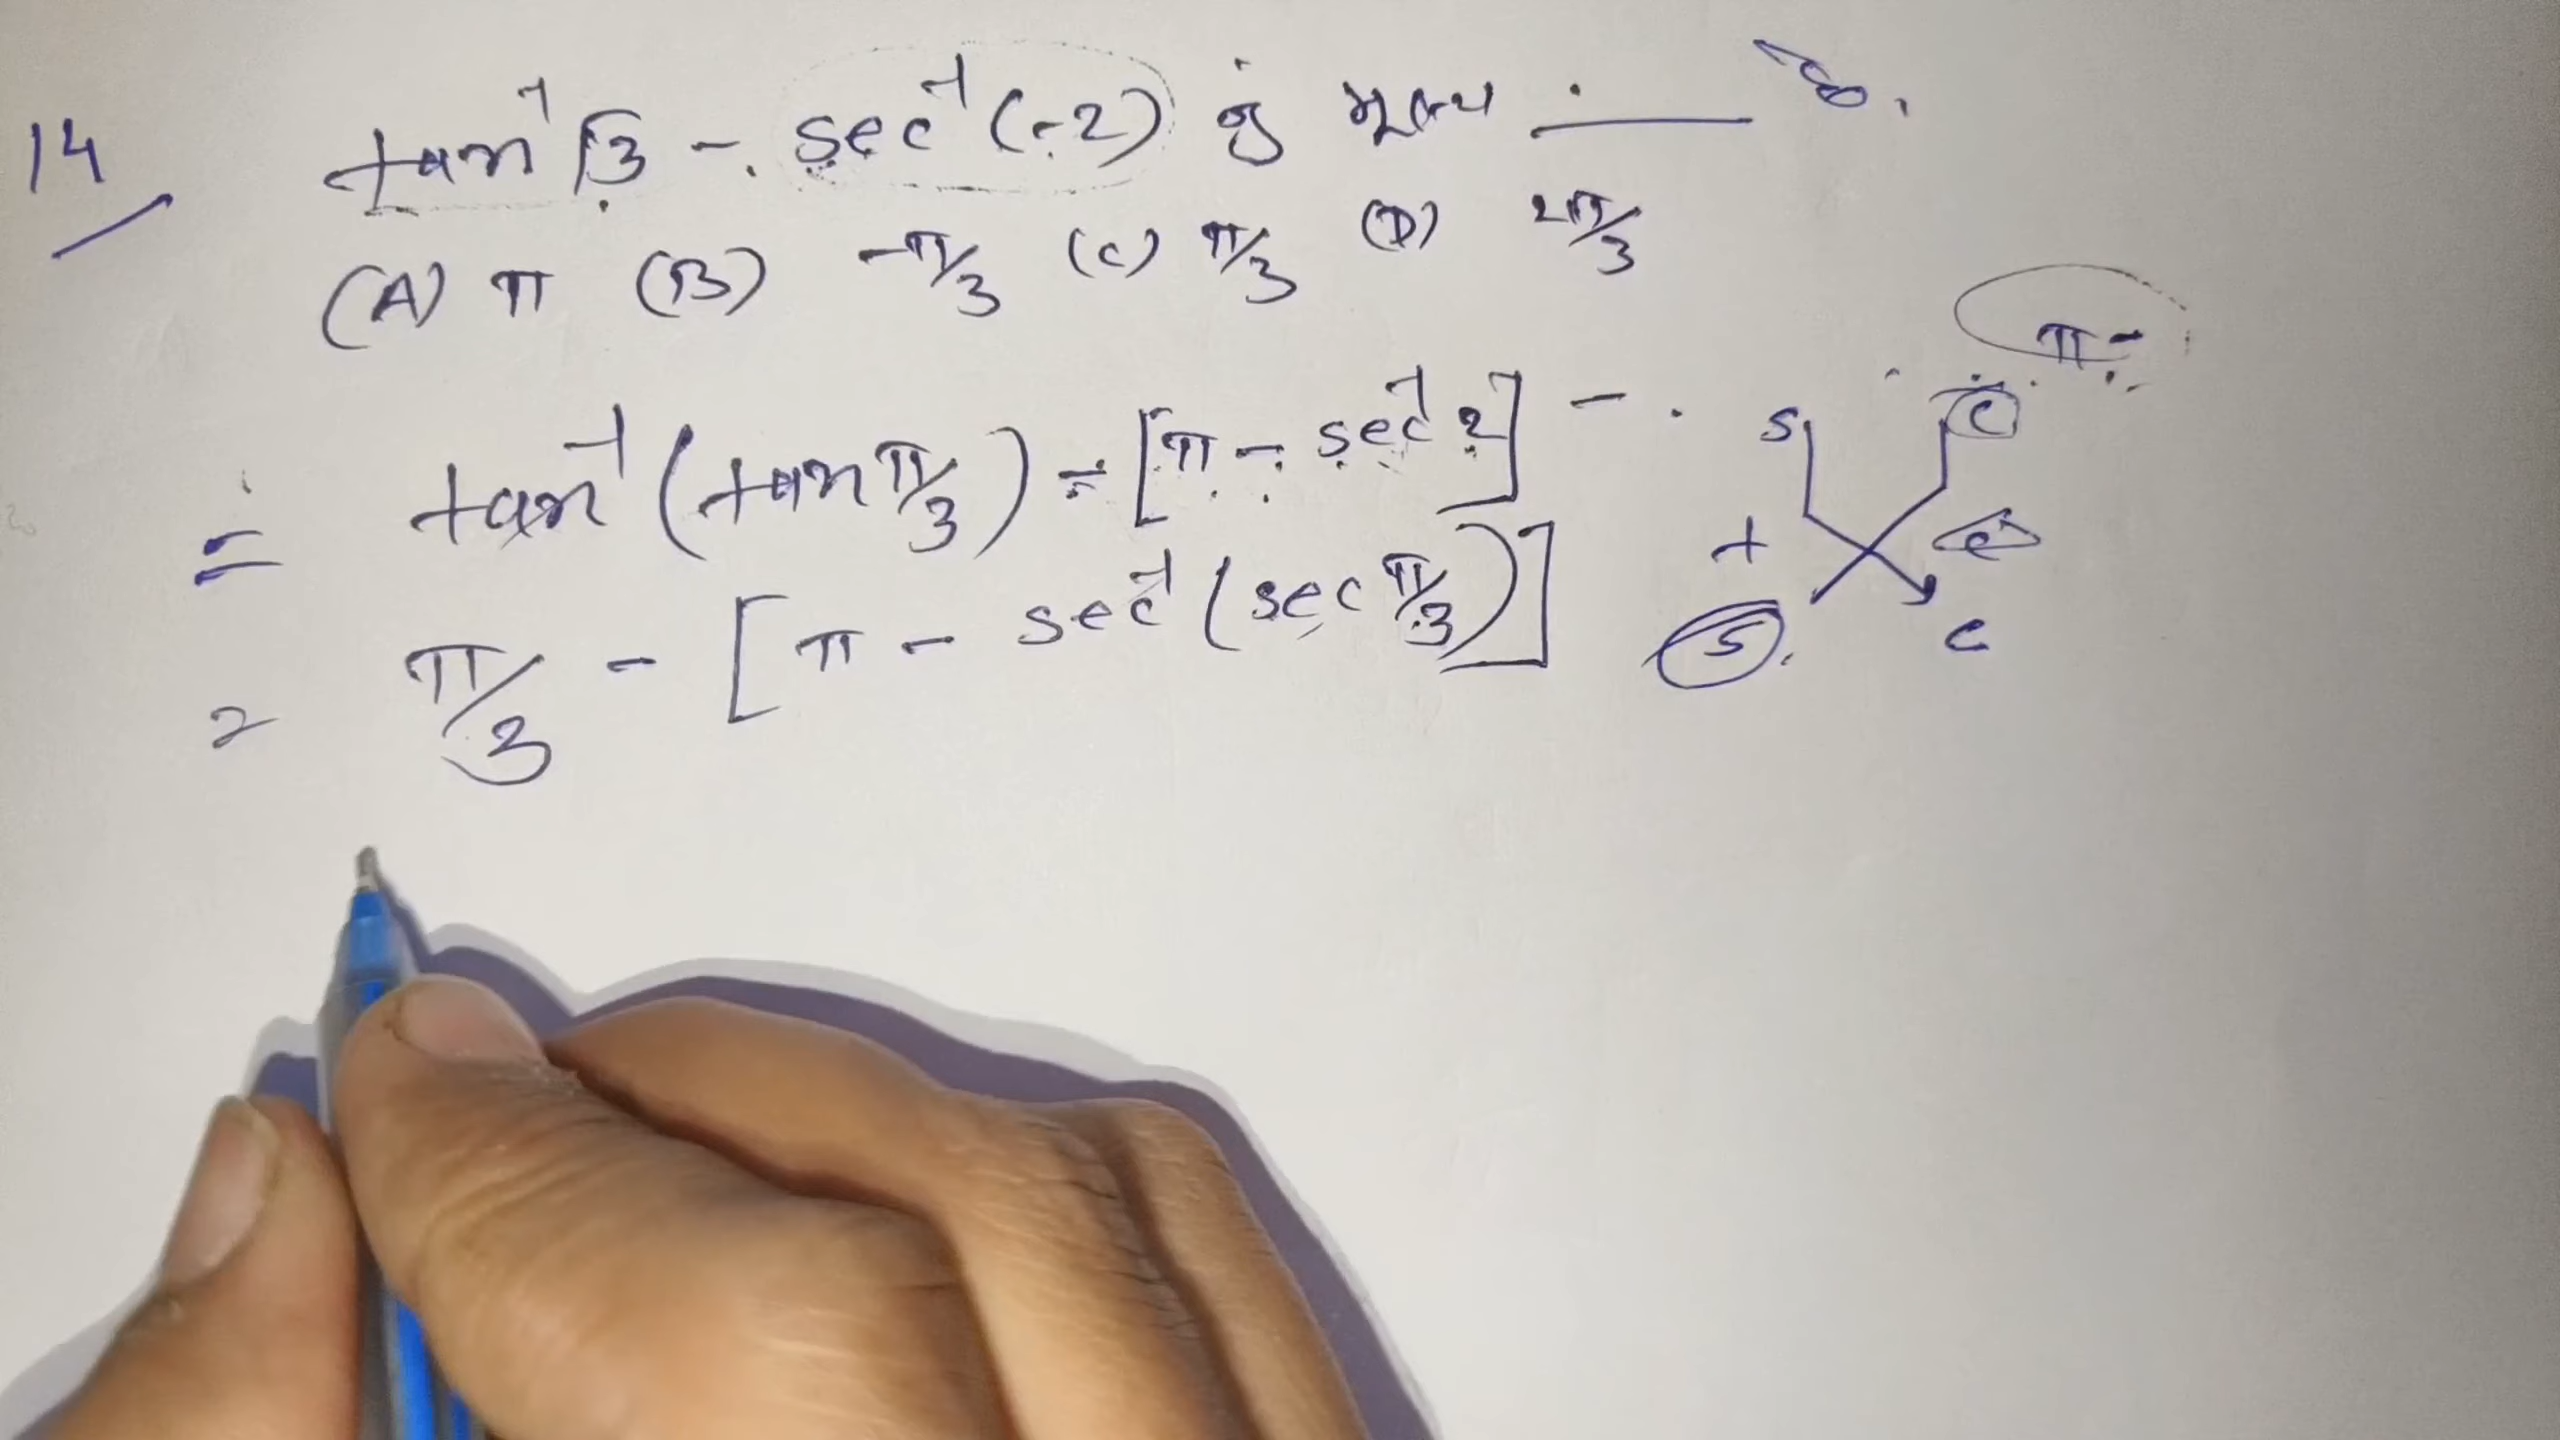 14 tan⁻¹√3 - sec⁻¹(-2) નું મૂલ્ય ______ છે.
(A) π (B) -π/3 (C) π/3 (D) 2π/3
= tan⁻¹(tan π/3) - [π - sec⁻¹ 2] -
= π/3 - [π - sec⁻¹(sec π/3)]
π -
S C
+ e
S c